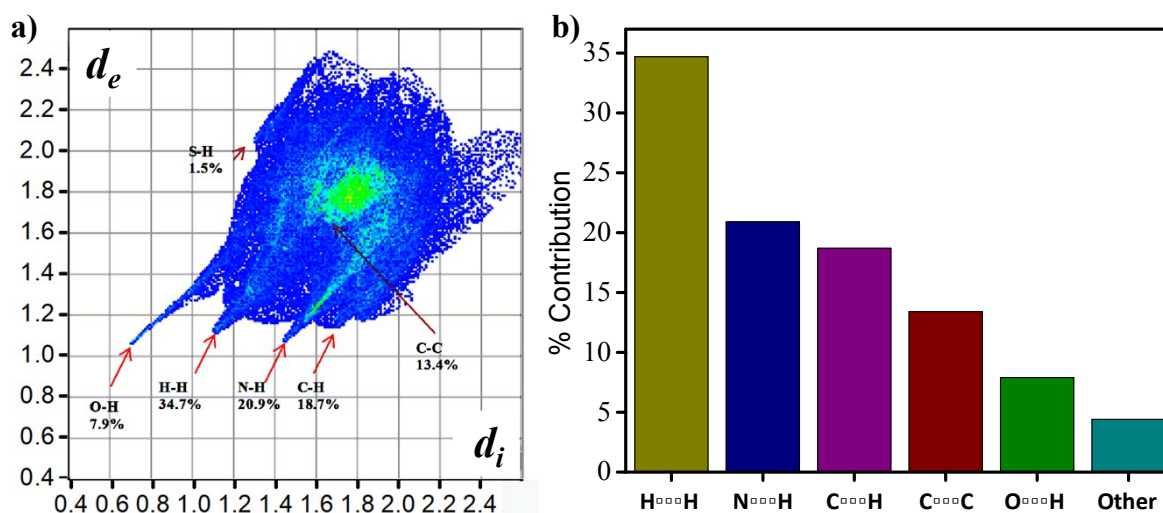 a)
2.4
2.2
2.0
1.8
1.6
1.4
1.2
1.0
0.8
0.6
0.4
d_e
S-H
1.5%
C-C
13.4%
O-H
7.9%
H-H
34.7%
N-H
20.9%
C-H
18.7%
d_i
0.4 0.6 0.8 1.0 1.2 1.4 1.6 1.8 2.0 2.2 2.4
b)
% Contribution
35
30
25
20
15
10
5
0
H▫▫▫H N▫▫▫H C▫▫▫H C▫▫▫C O▫▫▫H Other